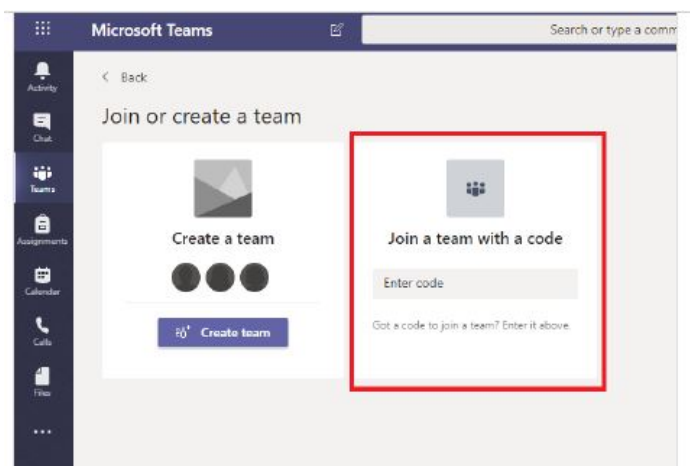 Microsoft Teams
Search or type a comm
Activity
Chat
Teams
Assignments
Calendar
Calls
Files
< Back
Join or create a team
Create a team
Create team
Join a team with a code
Enter code
Got a code to join a team? Enter it above.